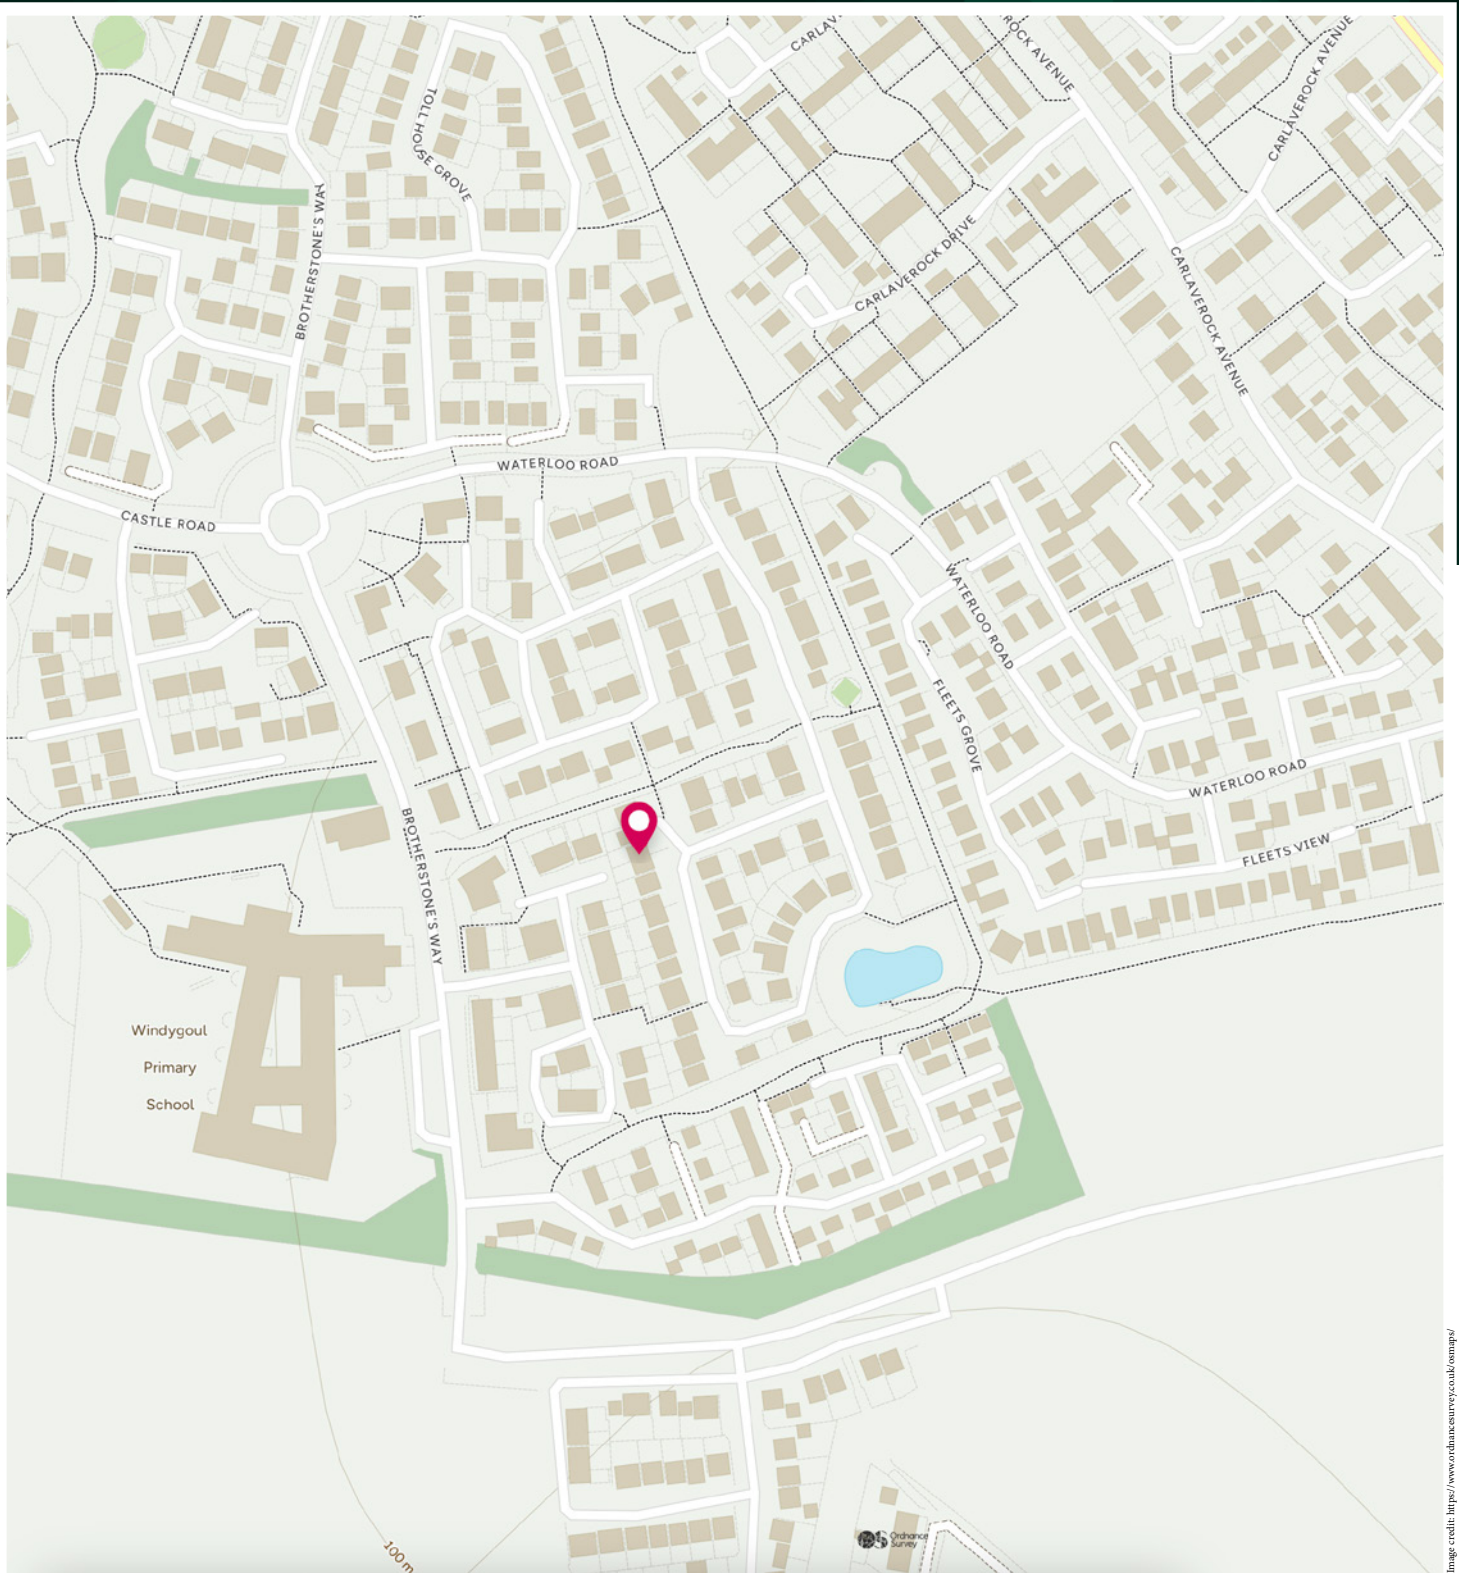 CARLAV
ROCK AVENUE
CARLAVEROCK AVENUE
TOLL HOUSE GROVE
BROTHERSTONE'S WAY
CARLAVEROCK DRIVE
CARLAVEROCK AVENUE
WATERLOO ROAD
CASTLE ROAD
WATERLOO ROAD
FLEETS GROVE
WATERLOO ROAD
BROTHERSTONE'S WAY
FLEETS VIEW
Windygoul
Primary
School
100 m
OS
Ordnance
Survey
Image credit: https://www.ordnancesurvey.co.uk/osmaps/